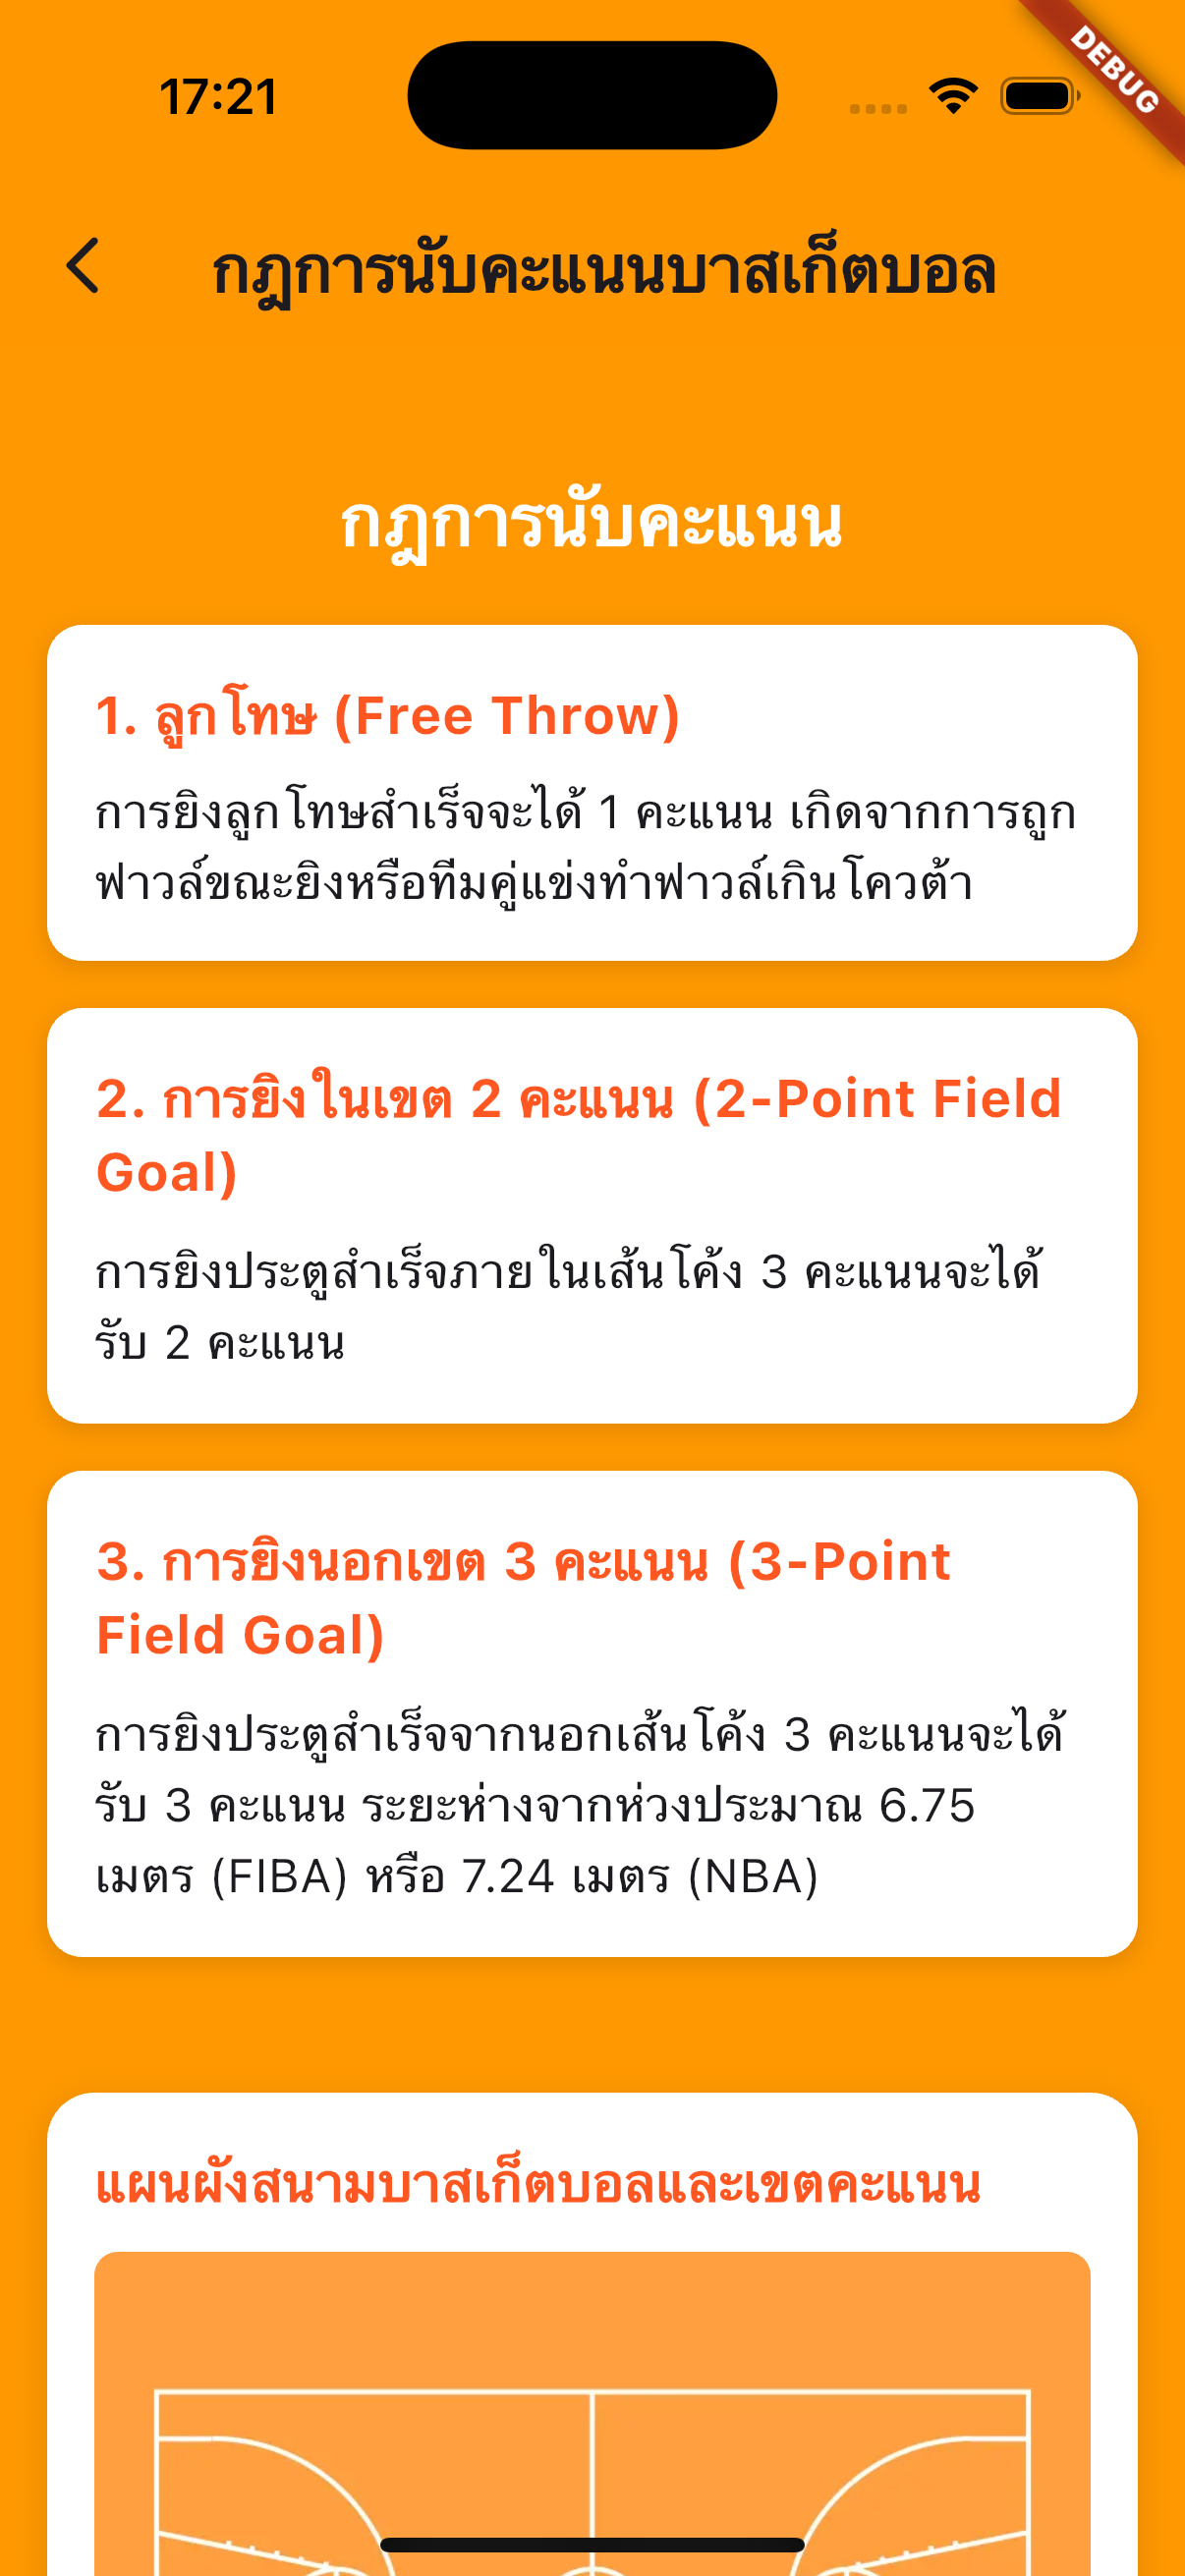 17:21
DEBUG
กฎการนับคะแนนบาสเก็ตบอล
กฎการนับคะแนน
1. ลูกโทษ (Free Throw)
การยิงลูกโทษสำเร็จจะได้ 1 คะแนน เกิดจากการถูก
ฟาวล์ขณะยิงหรือทีมคู่แข่งทำฟาวล์เกินโควต้า
2. การยิงในเขต 2 คะแนน (2-Point Field
Goal)
การยิงประตูสำเร็จภายในเส้นโค้ง 3 คะแนนจะได้
รับ 2 คะแนน
3. การยิงนอกเขต 3 คะแนน (3-Point
Field Goal)
การยิงประตูสำเร็จจากนอกเส้นโค้ง 3 คะแนนจะได้
รับ 3 คะแนน ระยะห่างจากห่วงประมาณ 6.75
เมตร (FIBA) หรือ 7.24 เมตร (NBA)
แผนผังสนามบาสเก็ตบอลและเขตคะแนน